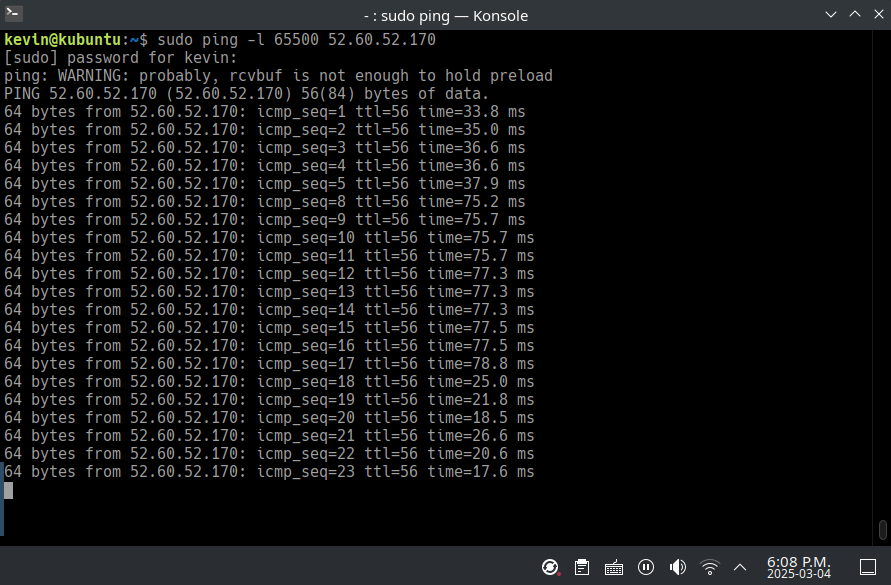 - : sudo ping — Konsole
kevin@kubuntu:~$ sudo ping -l 65500 52.60.52.170
[sudo] password for kevin:
ping: WARNING: probably, rcvbuf is not enough to hold preload
PING 52.60.52.170 (52.60.52.170) 56(84) bytes of data.
64 bytes from 52.60.52.170: icmp_seq=1 ttl=56 time=33.8 ms
64 bytes from 52.60.52.170: icmp_seq=2 ttl=56 time=35.0 ms
64 bytes from 52.60.52.170: icmp_seq=3 ttl=56 time=36.6 ms
64 bytes from 52.60.52.170: icmp_seq=4 ttl=56 time=36.6 ms
64 bytes from 52.60.52.170: icmp_seq=5 ttl=56 time=37.9 ms
64 bytes from 52.60.52.170: icmp_seq=8 ttl=56 time=75.2 ms
64 bytes from 52.60.52.170: icmp_seq=9 ttl=56 time=75.7 ms
64 bytes from 52.60.52.170: icmp_seq=10 ttl=56 time=75.7 ms
64 bytes from 52.60.52.170: icmp_seq=11 ttl=56 time=75.7 ms
64 bytes from 52.60.52.170: icmp_seq=12 ttl=56 time=77.3 ms
64 bytes from 52.60.52.170: icmp_seq=13 ttl=56 time=77.3 ms
64 bytes from 52.60.52.170: icmp_seq=14 ttl=56 time=77.3 ms
64 bytes from 52.60.52.170: icmp_seq=15 ttl=56 time=77.5 ms
64 bytes from 52.60.52.170: icmp_seq=16 ttl=56 time=77.5 ms
64 bytes from 52.60.52.170: icmp_seq=17 ttl=56 time=78.8 ms
64 bytes from 52.60.52.170: icmp_seq=18 ttl=56 time=25.0 ms
64 bytes from 52.60.52.170: icmp_seq=19 ttl=56 time=21.8 ms
64 bytes from 52.60.52.170: icmp_seq=20 ttl=56 time=18.5 ms
64 bytes from 52.60.52.170: icmp_seq=21 ttl=56 time=26.6 ms
64 bytes from 52.60.52.170: icmp_seq=22 ttl=56 time=20.6 ms
64 bytes from 52.60.52.170: icmp_seq=23 ttl=56 time=17.6 ms
6:08 P.M.
2025-03-04